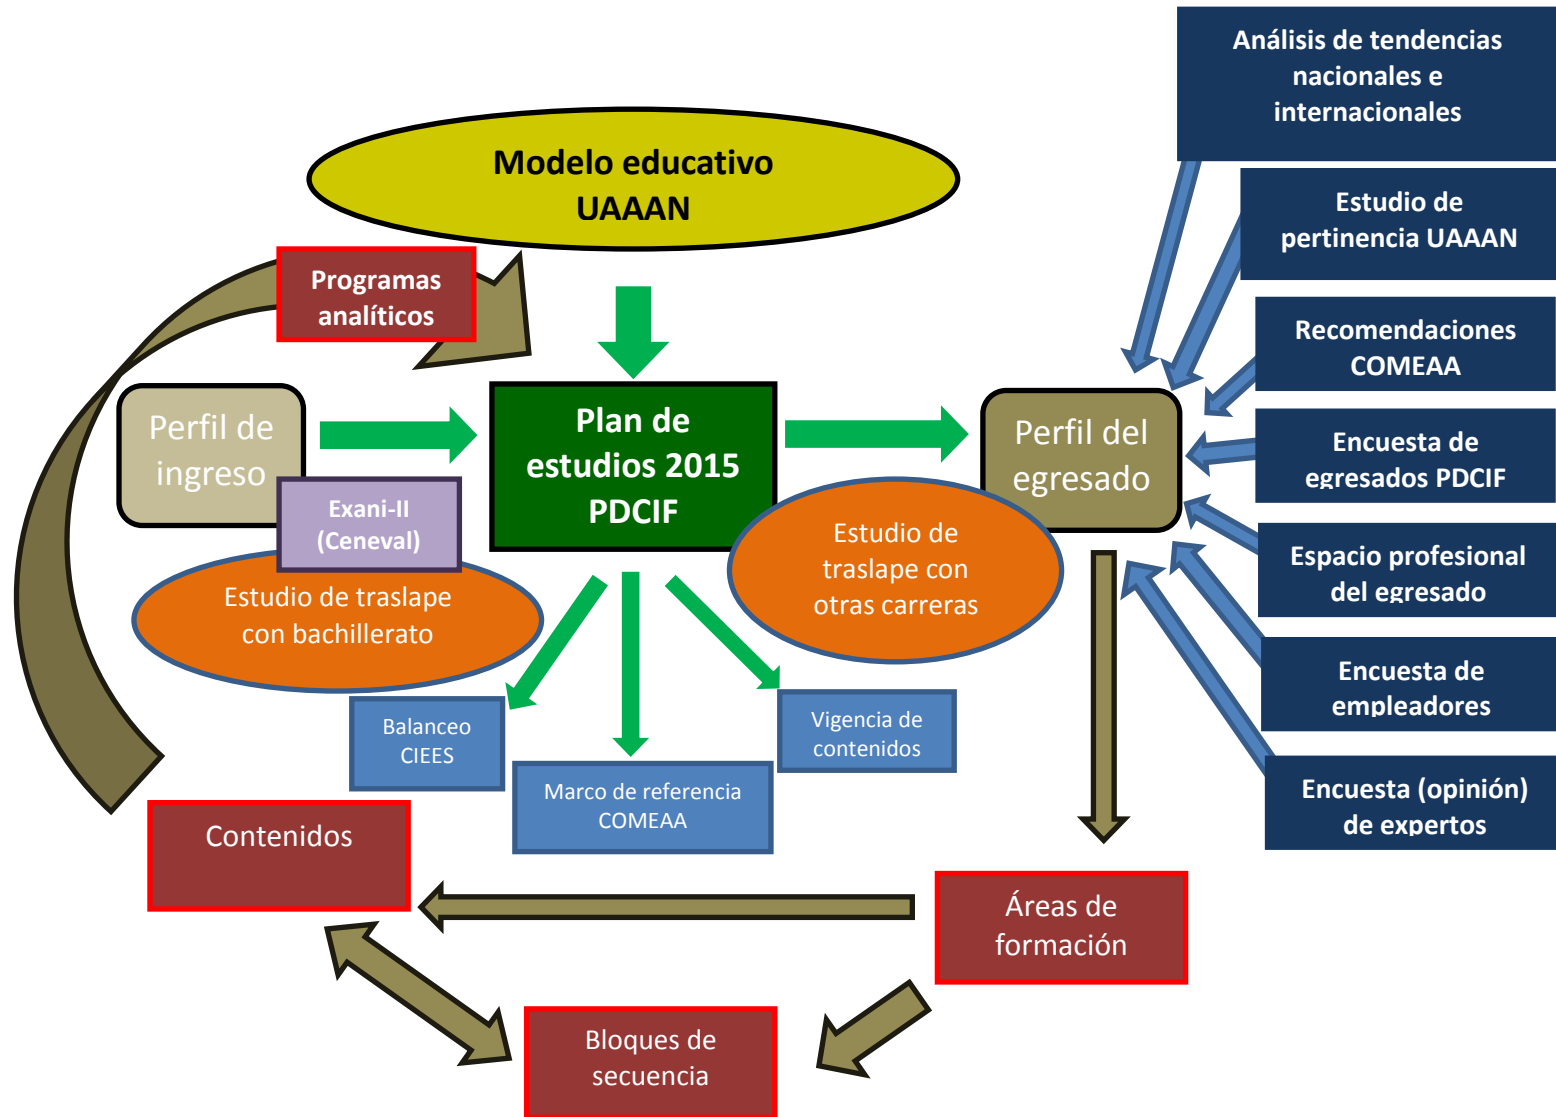 Análisis de tendencias
nacionales e
internacionales
Modelo educativo
UAAAN
Estudio de
pertinencia UAAAN
Programas
analíticos
Recomendaciones
COMEAA
Perfil de
ingreso
Plan de
estudios 2015
PDCIF
Perfil del
egresado
Encuesta de
egresados PDCIF
Exani-II
(Ceneval)
Estudio de
traslape con
otras carreras
Espacio profesional
del egresado
Estudio de traslape
con bachillerato
Encuesta de
empleadores
Balanceo
CIEES
Vigencia de
contenidos
Marco de referencia
COMEAA
Encuesta (opinión)
de expertos
Contenidos
Áreas de
formación
Bloques de
secuencia